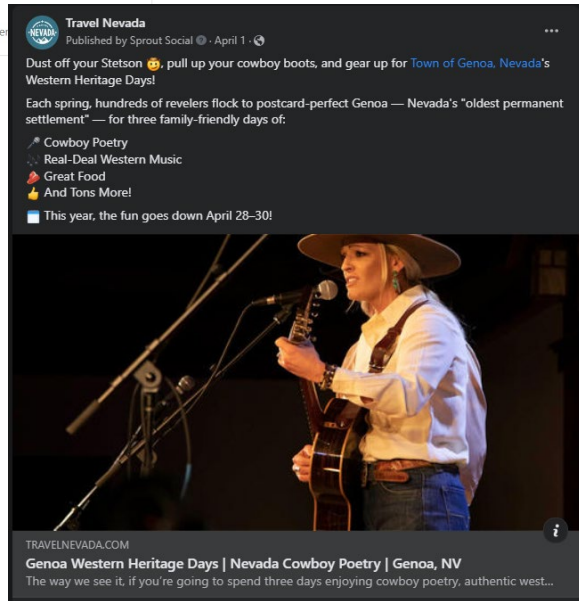 er
NEVADA
Travel Nevada
Published by Sprout Social · April 1 ·
Dust off your Stetson 🤠, pull up your cowboy boots, and gear up for Town of Genoa, Nevada's
Western Heritage Days!
Each spring, hundreds of revelers flock to postcard-perfect Genoa — Nevada's "oldest permanent
settlement" — for three family-friendly days of:
🎤 Cowboy Poetry
🎶 Real-Deal Western Music
🥩 Great Food
👍 And Tons More!
🗓️ This year, the fun goes down April 28–30!
TRAVELNEVADA.COM
Genoa Western Heritage Days | Nevada Cowboy Poetry | Genoa, NV
The way we see it, if you're going to spend three days enjoying cowboy poetry, authentic west...